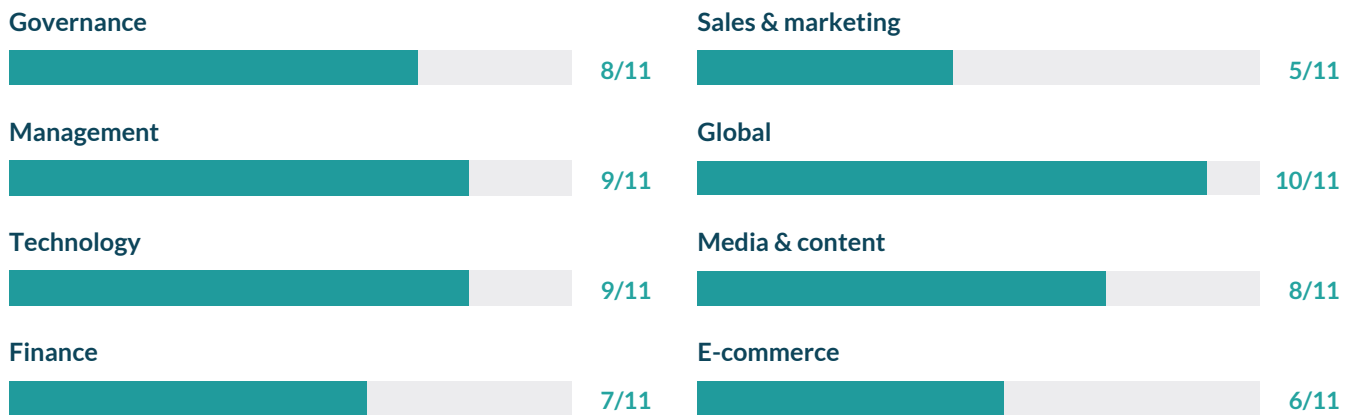 Governance
8/11
Management
9/11
Technology
9/11
Finance
7/11
Sales & marketing
5/11
Global
10/11
Media & content
8/11
E-commerce
6/11